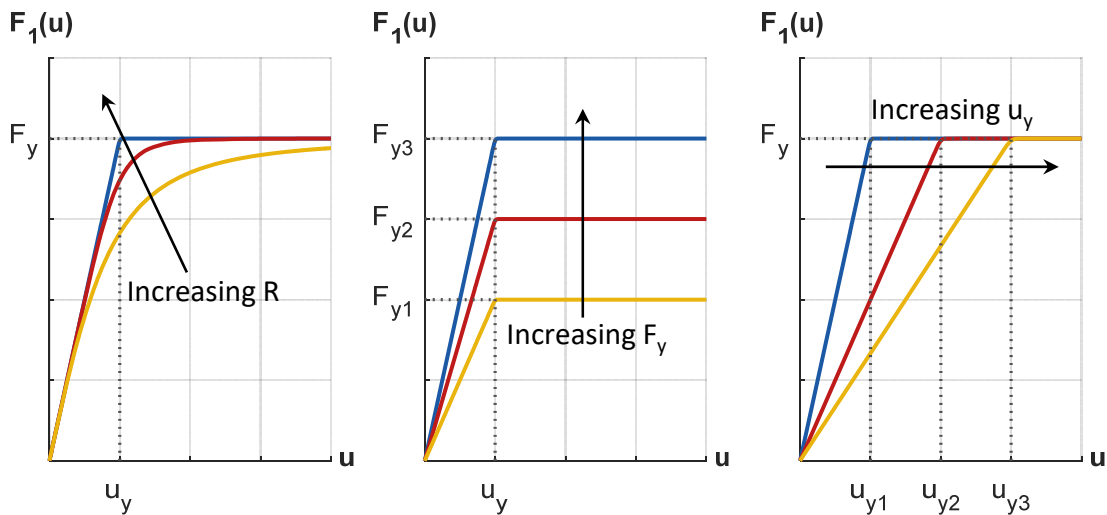 F1(u)
Fy
Increasing R
u
uy
F1(u)
Fy3
Fy2
Fy1
Increasing Fy
u
uy
F1(u)
Increasing uy
Fy
u
uy1
uy2
uy3